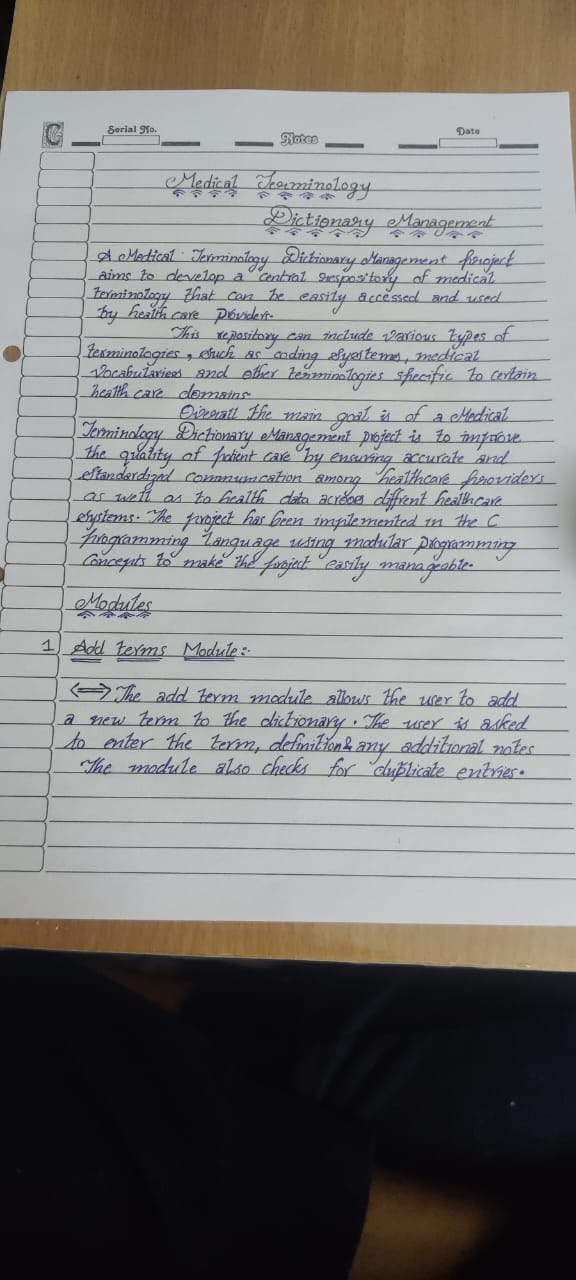 Serial No.
Notes
Date
Medical Terminology
Dictionary Management
A Medical Terminology Dictionary Management Project
aims to develop a central respository of medical
terminology that can be easily accessed and used
by health care Providers.
This repository can include various types of
terminologies, such as coding systems, medical
Vocabularies and other terminologies specific to certain
health care domains.
Overall the main goal is of a Medical
Terminology Dictionary Management project is to improve
the quality of patient care by ensuring accurate and
standardized communication among healthcare providers
as well as to health data across diffrent healthcare
systems. The project has been implemented in the C
programming language using modular programming
Concepts to make the project easily manageable.
Modules
1 Add terms Module:-
⟺ The add term module allows the user to add
a new term to the dictionary. The user is asked
to enter the term, definition & any additional notes
The module also checks for duplicate entries.